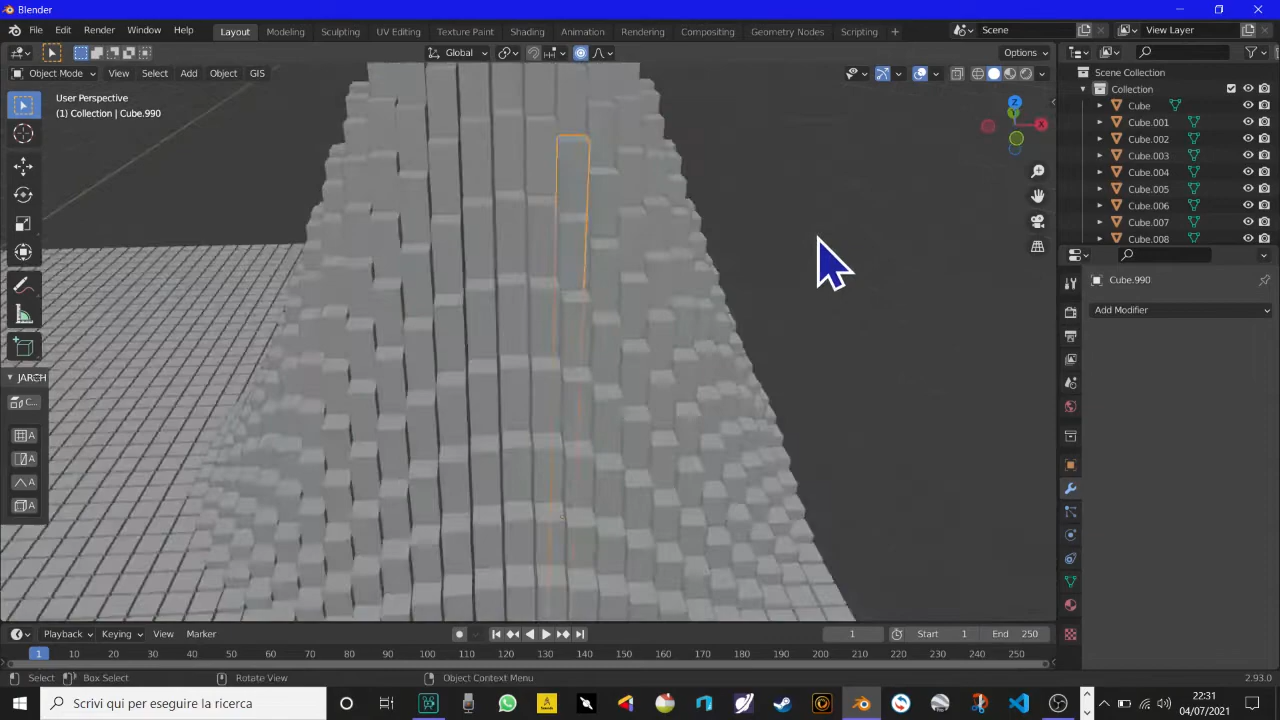 Blender
File Edit Render Window Help Layout Modeling Sculpting UV Editing Texture Paint Shading Animation Rendering Compositing Geometry Nodes Scripting + Scene View Layer
Global Options
Object Mode View Select Add Object GIS
User Perspective
(1) Collection | Cube.990
Z
X
Scene Collection
Collection
Cube
Cube.001
Cube.002
Cube.003
Cube.004
Cube.005
Cube.006
Cube.007
Cube.008
Cube.990
Add Modifier
JARCH
C...
A
A
A
A
Playback Keying View Marker 1 Start 1 End 250
1 10 20 30 40 50 60 70 80 90 100 110 120 130 140 150 160 170 180 190 200 210 220 230 240 250
Select Box Select Rotate View Object Context Menu 2.93.0
Scrivi qui per eseguire la ricerca
22:31
04/07/2021